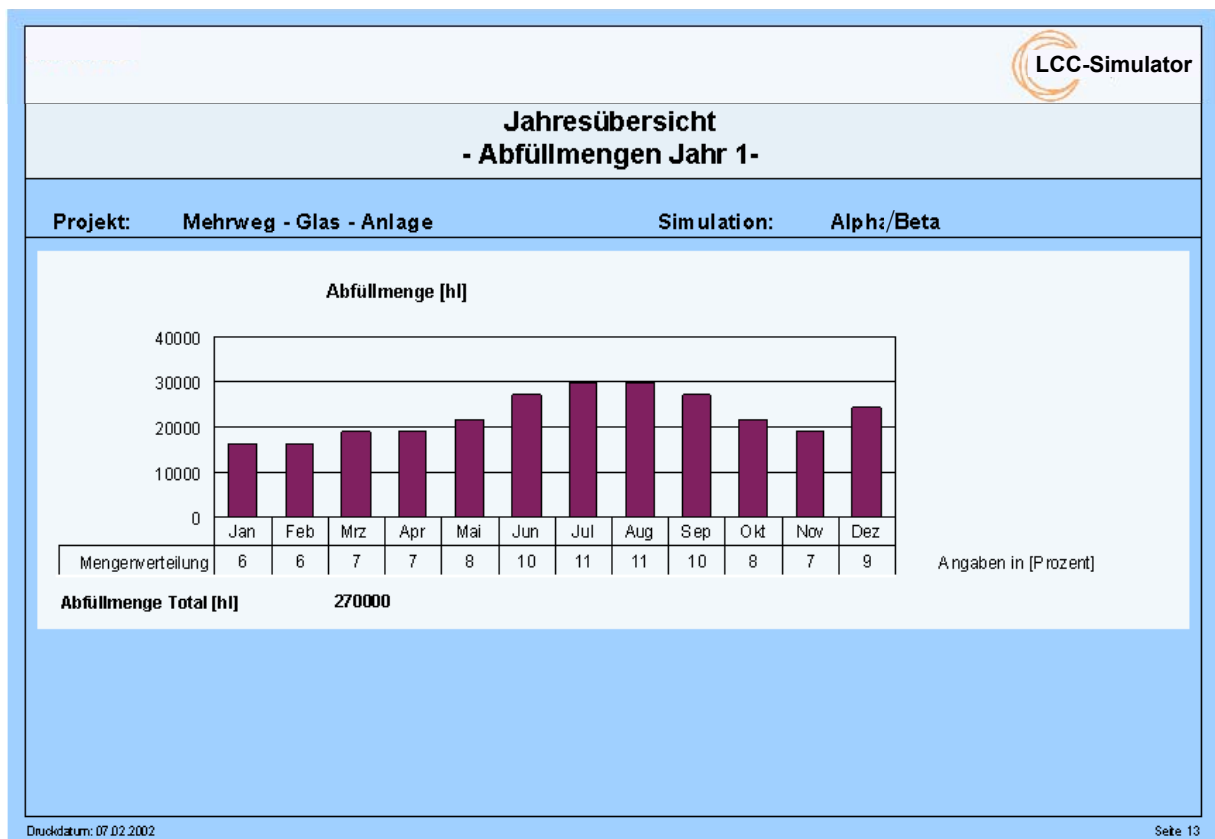 LCC-Simulator
Jahresübersicht
- Abfüllmengen Jahr 1-
Projekt: Mehrweg - Glas - Anlage Simulation: Alpha/Beta
Abfüllmenge [hl]
40000
30000
20000
10000
0
Jan Feb Mrz Apr Mai Jun Jul Aug Sep Okt Nov Dez
Mengenverteilung 6 6 7 7 8 10 11 11 10 8 7 9 Angaben in [Prozent]
Abfüllmenge Total [hl] 270000
Druckdatum: 07.02.2002 Seite 13